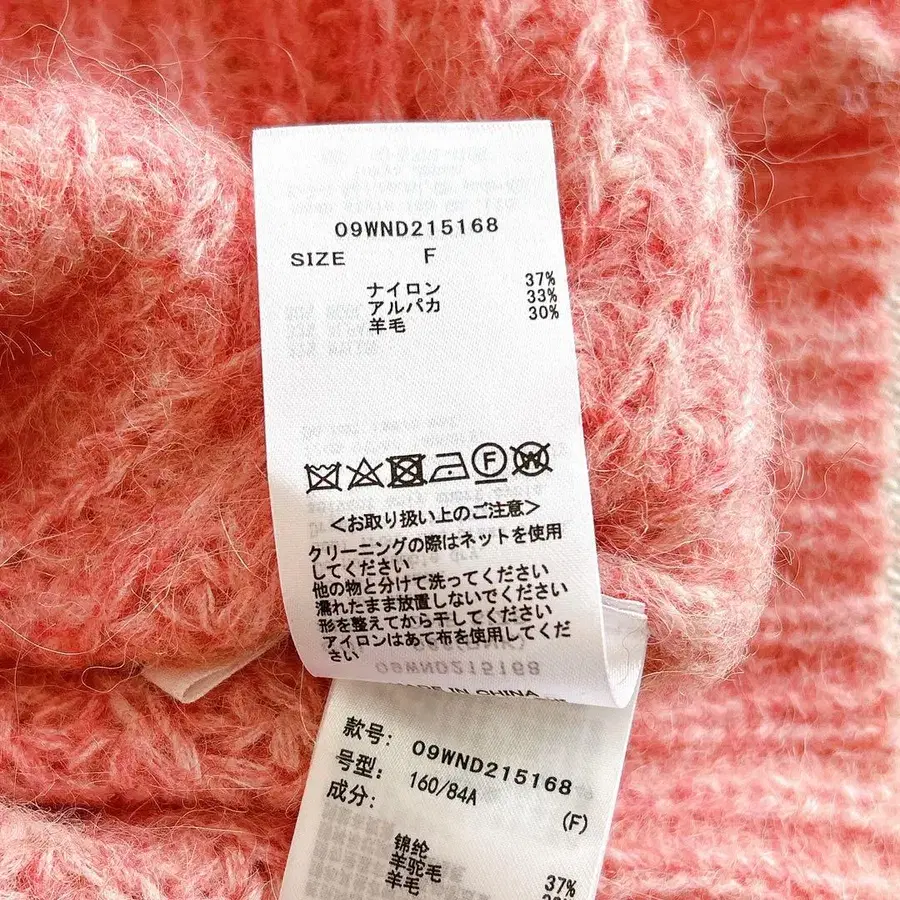 09WND215168
SIZE F
ナイロン 37%
アルパカ 33%
羊毛 30%
F W
<お取り扱い上のご注意>
クリーニングの際はネットを使用
してください
他の物と分けて洗ってください
濡れたまま放置しないでください
形を整えてから干してください
アイロンはあて布を使用してくだ
さい
09WND215168
MADE IN CHINA
款号: 09WND215168
号型: 160/84A
(F)
成分:
锦纶 37%
羊驼毛
羊毛